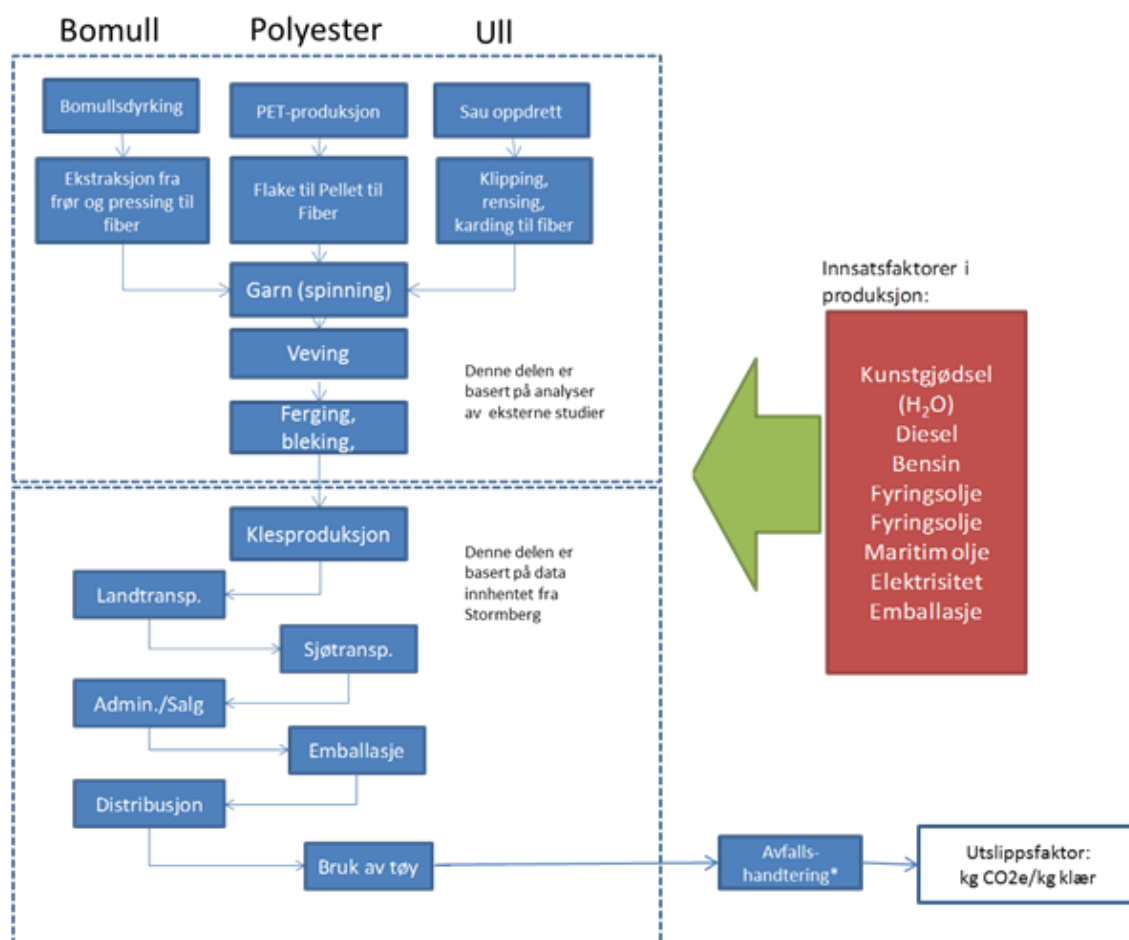 Bomull
Polyester
Ull
Bomullsdyrking
PET-produksjon
Sau oppdrett
Ekstraksjon fra
frør og pressing til
fiber
Flake til Pellet til
Fiber
Klipping,
rensing,
karding til fiber
Garn (spinning)
Veving
Ferging,
bleking,
Denne delen er
basert på analyser
av eksterne studier
Innsatsfaktorer i
produksjon:
Kunstgjødsel
(H₂O)
Diesel
Bensin
Fyringsolje
Fyringsolje
Maritim olje
Elektrisitet
Emballasje
Klesproduksjon
Denne delen er
basert på data
innhentet fra
Stormberg
Landtransp.
Sjøtransp.
Admin./Salg
Emballasje
Distribusjon
Bruk av tøy
Avfalls-
handtering*
Utslippsfaktor:
kg CO2e/kg klær